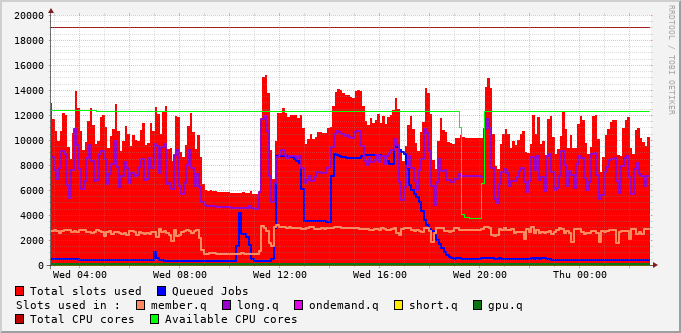 RRDTOOL / TOBI OETIKER
20000
18000
16000
14000
12000
10000
8000
6000
4000
2000
0
Wed 04:00 Wed 08:00 Wed 12:00 Wed 16:00 Wed 20:00 Thu 00:00
Total slots used Queued Jobs
Slots used in : member.q long.q ondemand.q short.q gpu.q
Total CPU cores Available CPU cores